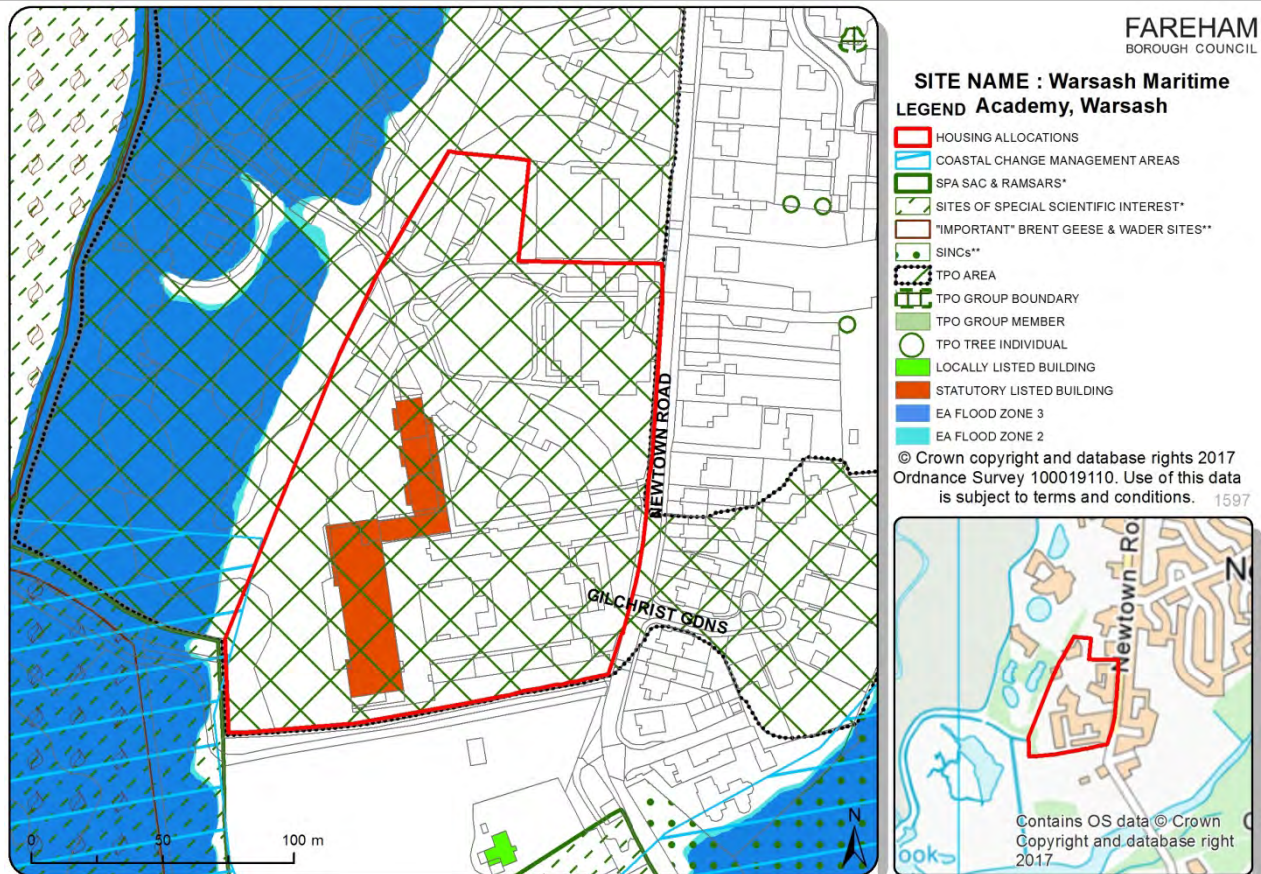 FAREHAM
BOROUGH COUNCIL
SITE NAME : Warsash Maritime
LEGEND Academy, Warsash
HOUSING ALLOCATIONS
COASTAL CHANGE MANAGEMENT AREAS
SPA SAC & RAMSARS*
SITES OF SPECIAL SCIENTIFIC INTEREST*
"IMPORTANT" BRENT GEESE & WADER SITES**
SINCs**
TPO AREA
TPO GROUP BOUNDARY
TPO GROUP MEMBER
TPO TREE INDIVIDUAL
LOCALLY LISTED BUILDING
STATUTORY LISTED BUILDING
EA FLOOD ZONE 3
EA FLOOD ZONE 2
© Crown copyright and database rights 2017
Ordnance Survey 100019110. Use of this data
is subject to terms and conditions. 1597
NEWTOWN ROAD
GILCHRIST GDNS
0 50 100 m
N
Newtown Ro
N
ook
Contains OS data © Crown
Copyright and database right
2017